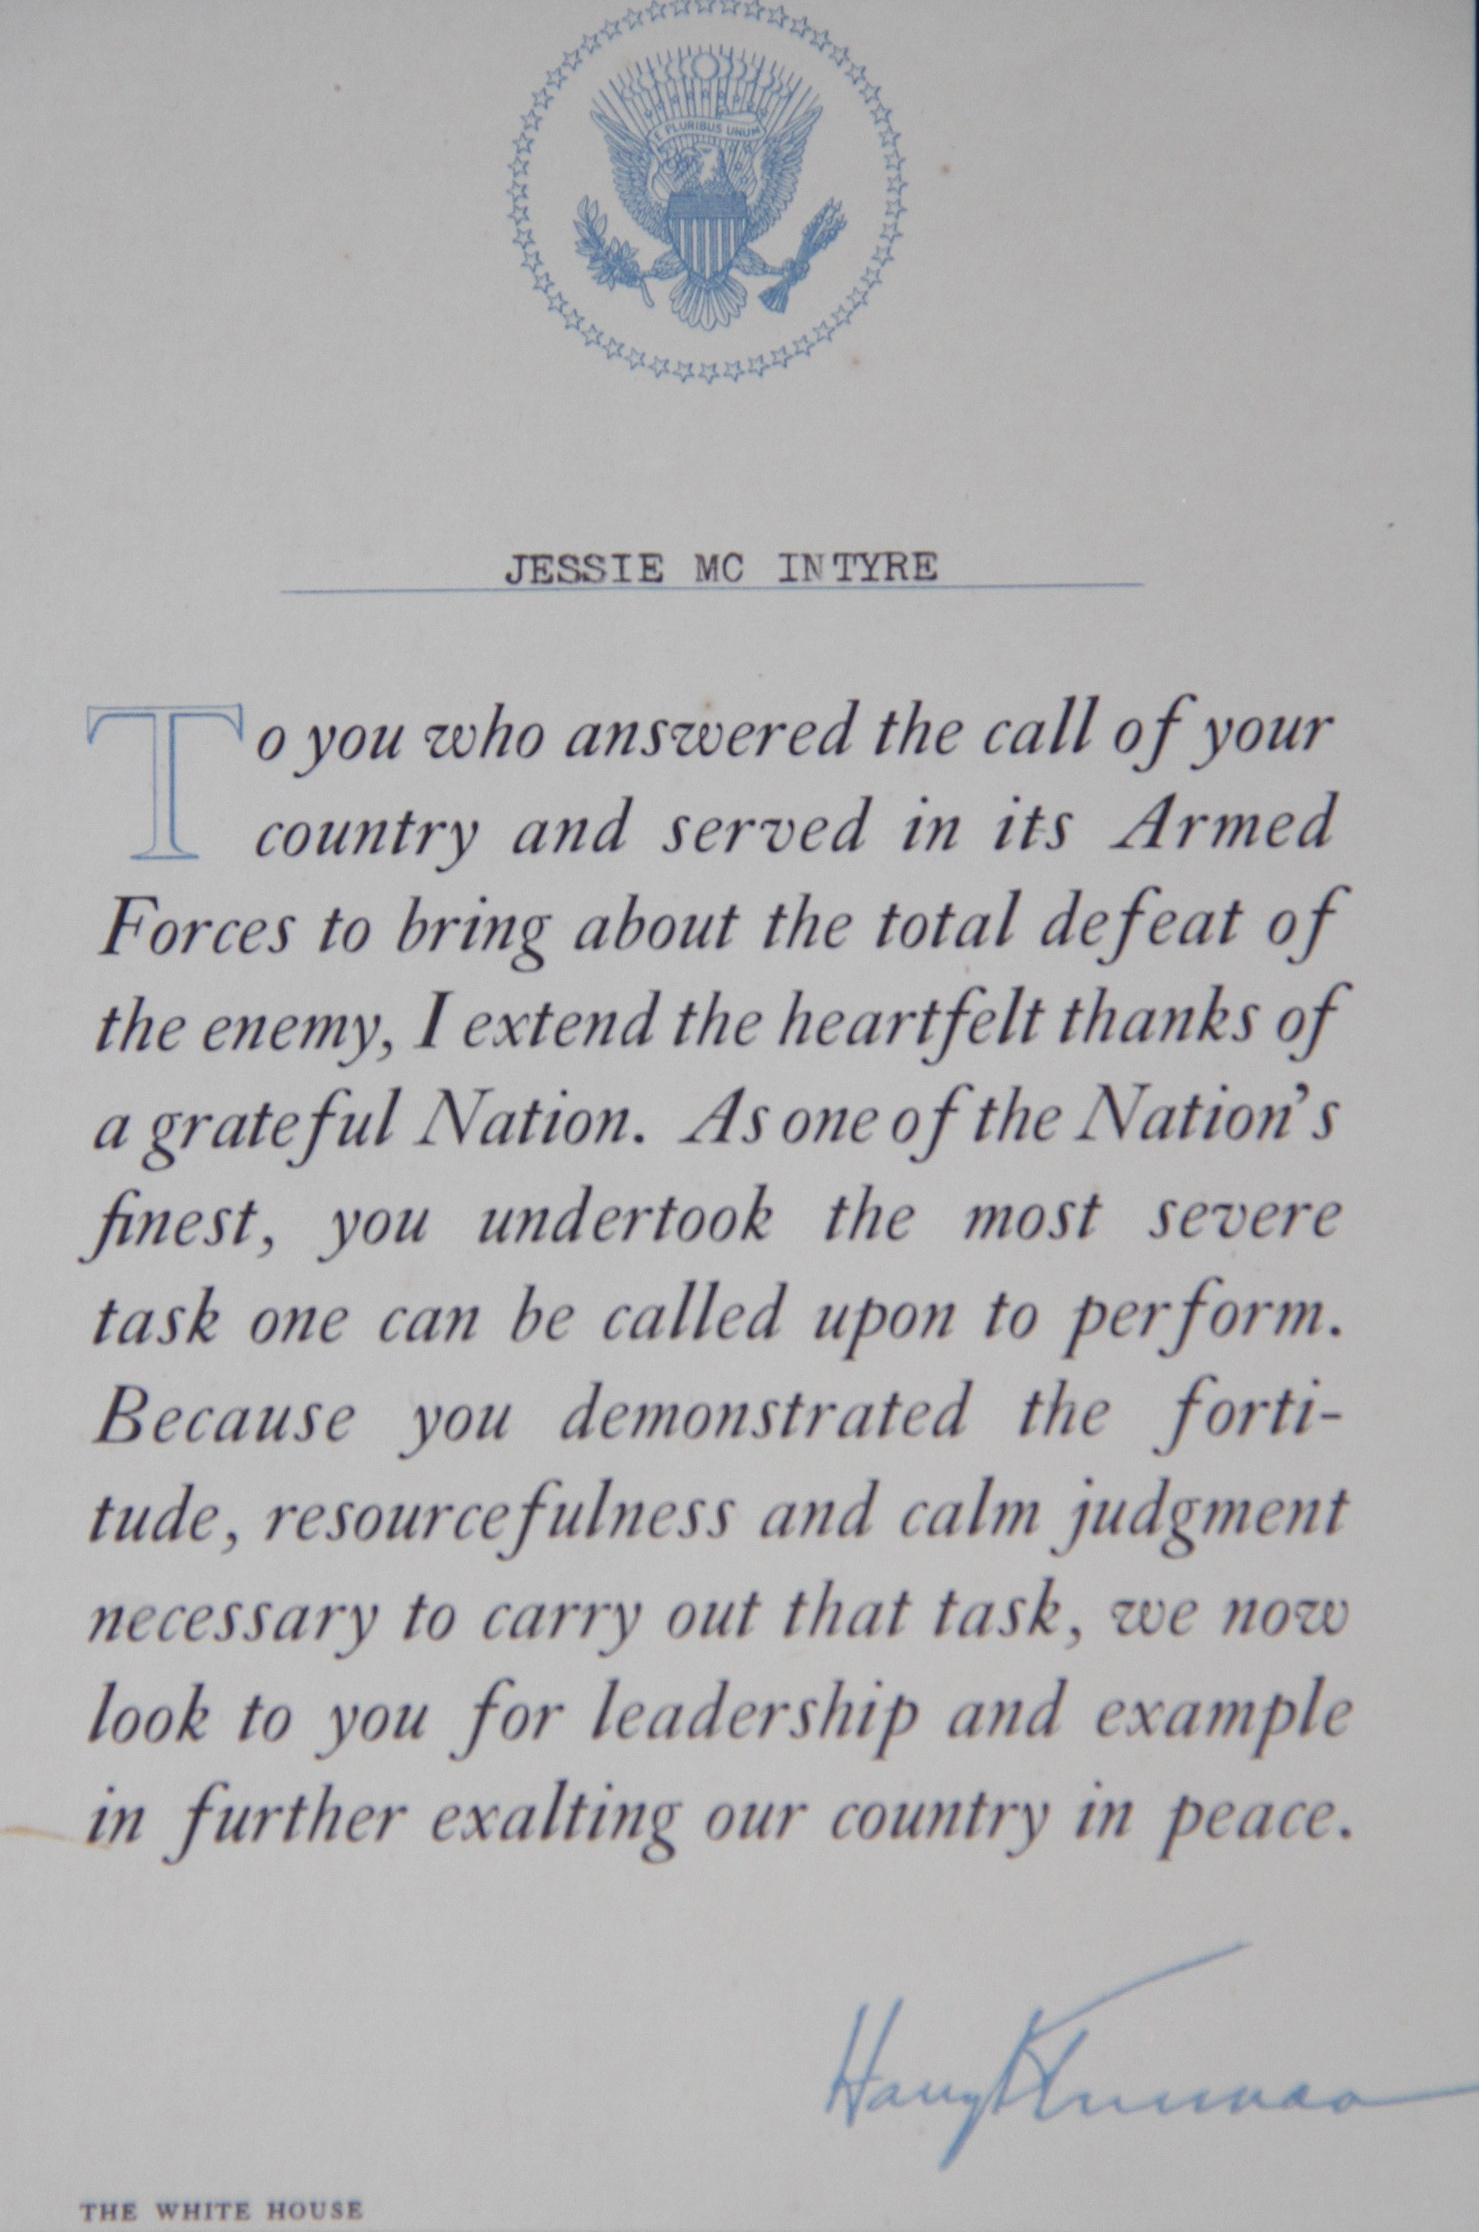 E PLURIBUS UNUM
JESSIE MC INTYRE
To you who answered the call of your
country and served in its Armed
Forces to bring about the total defeat of
the enemy, I extend the heartfelt thanks of
a grateful Nation. As one of the Nation's
finest, you undertook the most severe
task one can be called upon to perform.
Because you demonstrated the forti-
tude, resourcefulness and calm judgment
necessary to carry out that task, we now
look to you for leadership and example
in further exalting our country in peace.
Harry Truman
THE WHITE HOUSE